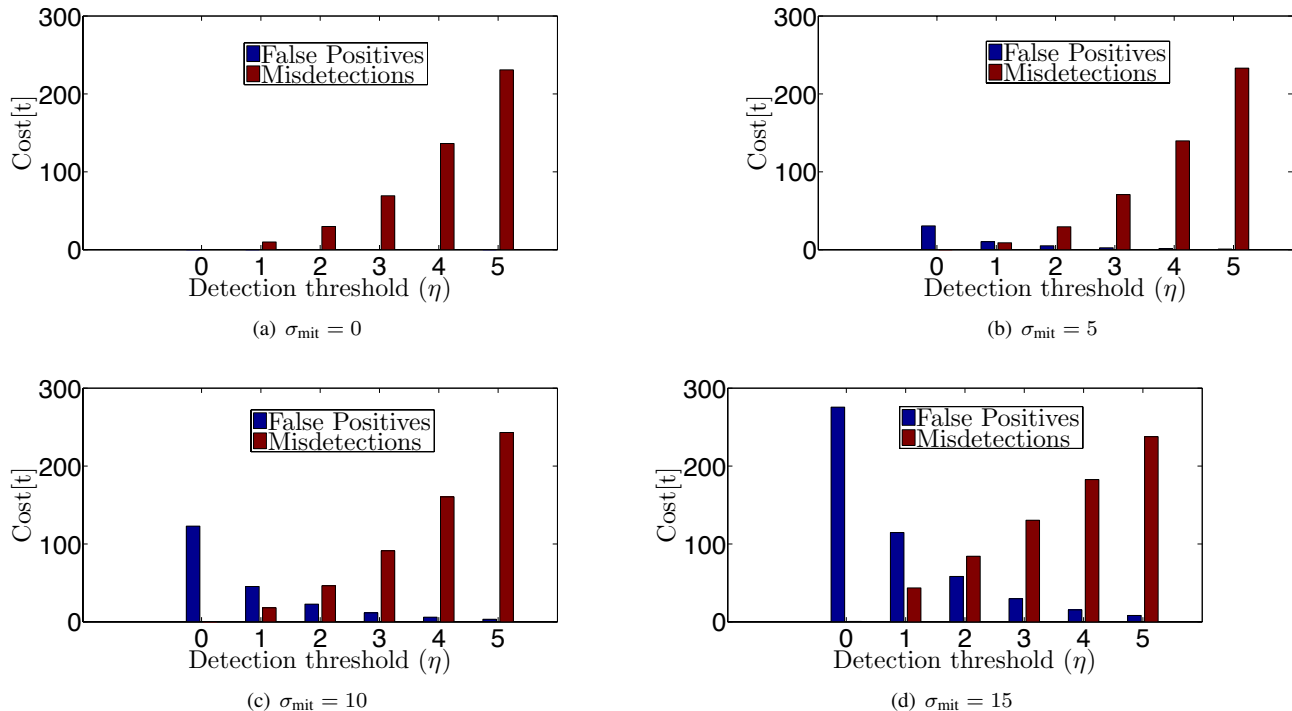 300
200
100
0
Cost[t]
False Positives
Misdetections
0 1 2 3 4 5
Detection threshold (η)
(a) σmit = 0
300
200
100
0
Cost[t]
False Positives
Misdetections
0 1 2 3 4 5
Detection threshold (η)
(b) σmit = 5
300
200
100
0
Cost[t]
False Positives
Misdetections
0 1 2 3 4 5
Detection threshold (η)
(c) σmit = 10
300
200
100
0
Cost[t]
False Positives
Misdetections
0 1 2 3 4 5
Detection threshold (η)
(d) σmit = 15